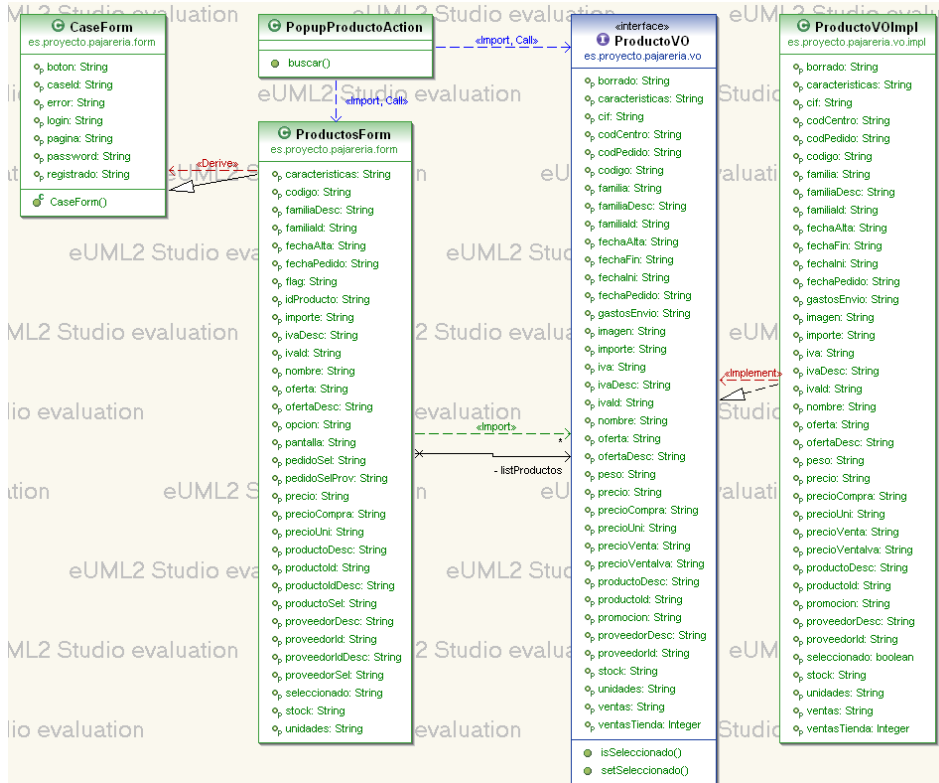 CaseForm
es.proyecto.pajareria.form
boton: String
caseId: String
error: String
login: String
pagina: String
password: String
registrado: String
CaseForm()
PopupProductoAction
buscar()
«Import, Call»
«Import, Call»
«Derive»
ProductosForm
es.proyecto.pajareria.form
caracteristicas: String
codigo: String
familiaDesc: String
familiaId: String
fechaAlta: String
fechaPedido: String
flag: String
idProducto: String
importe: String
ivaDesc: String
ivaId: String
nombre: String
oferta: String
ofertaDesc: String
opcion: String
pantalla: String
pedidoSel: String
pedidoSelProv: String
precio: String
precioCompra: String
precioUni: String
productoDesc: String
productoId: String
productoIdDesc: String
productoSel: String
proveedorDesc: String
proveedorId: String
proveedorIdDesc: String
proveedorSel: String
seleccionado: String
stock: String
unidades: String
«Import»
*
- listProductos
«interface»
ProductoVO
es.proyecto.pajareria.vo
borrado: String
caracteristicas: String
cif: String
codCentro: String
codPedido: String
codigo: String
familia: String
familiaDesc: String
familiaId: String
fechaAlta: String
fechaFin: String
fechaIni: String
fechaPedido: String
gastosEnvio: String
imagen: String
importe: String
iva: String
ivaDesc: String
ivaId: String
nombre: String
oferta: String
ofertaDesc: String
peso: String
precio: String
precioCompra: String
precioUni: String
precioVenta: String
precioVentaIva: String
productoDesc: String
productoId: String
promocion: String
proveedorDesc: String
proveedorId: String
stock: String
unidades: String
ventas: String
ventasTienda: Integer
isSeleccionado()
setSeleccionado()
«Implement»
ProductoVOImpl
es.proyecto.pajareria.vo.impl
borrado: String
caracteristicas: String
cif: String
codCentro: String
codPedido: String
codigo: String
familia: String
familiaDesc: String
familiaId: String
fechaAlta: String
fechaFin: String
fechaIni: String
fechaPedido: String
gastosEnvio: String
imagen: String
importe: String
iva: String
ivaDesc: String
ivaId: String
nombre: String
oferta: String
ofertaDesc: String
peso: String
precio: String
precioCompra: String
precioUni: String
precioVenta: String
precioVentaIva: String
productoDesc: String
productoId: String
promocion: String
proveedorDesc: String
proveedorId: String
seleccionado: boolean
stock: String
unidades: String
ventas: String
ventasTienda: Integer
eUML2 Studio evaluation